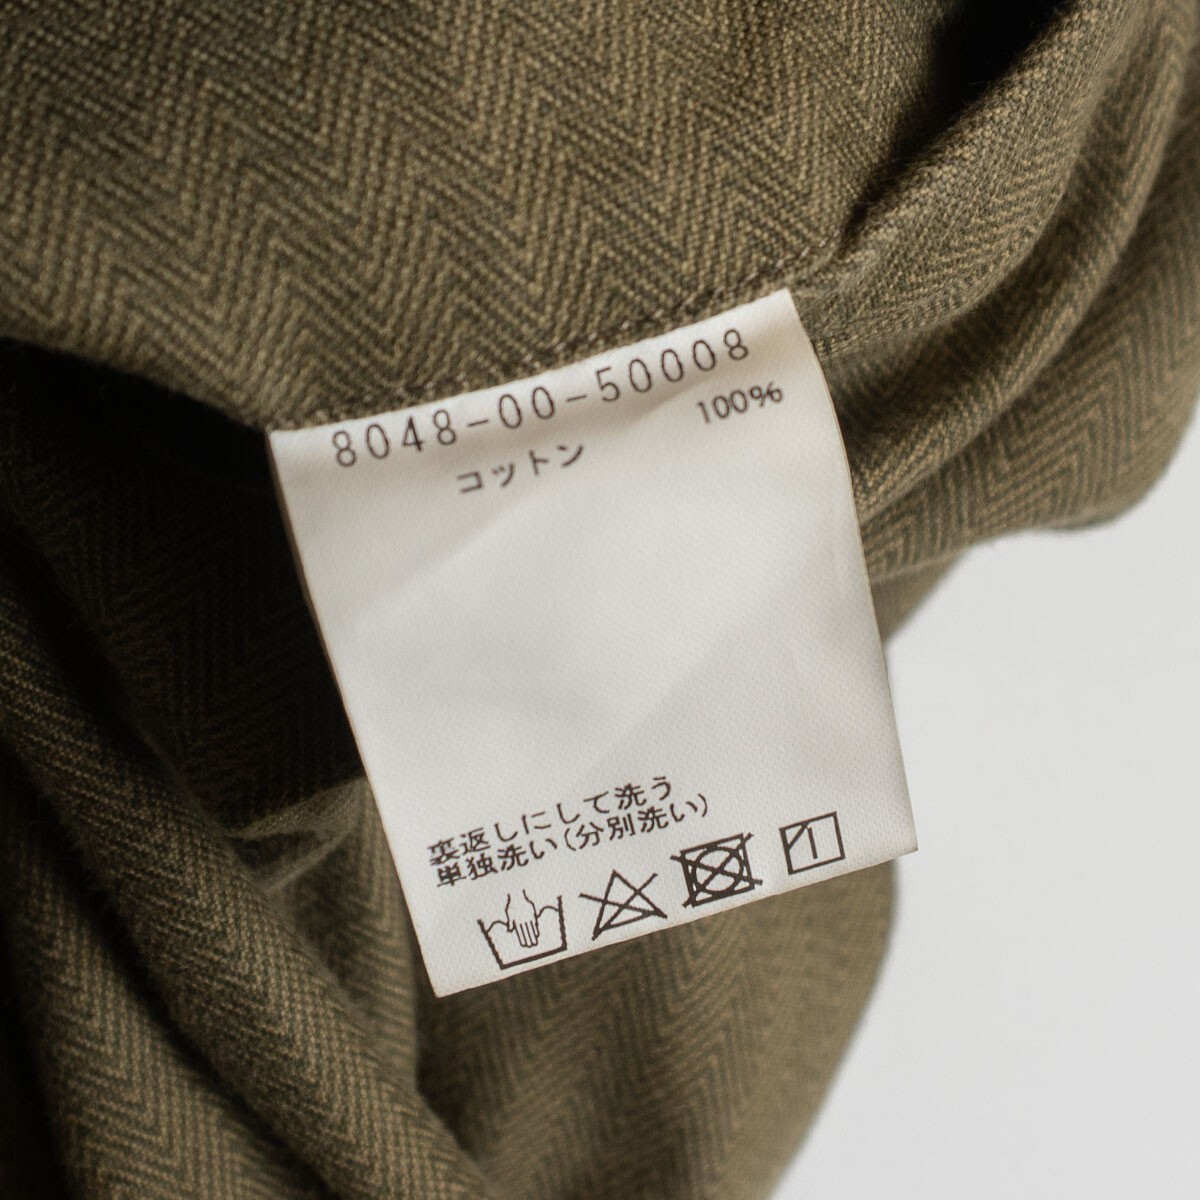 8048-00-50008
コットン 100%
裏返しにして洗う
単独洗い(分別洗い)